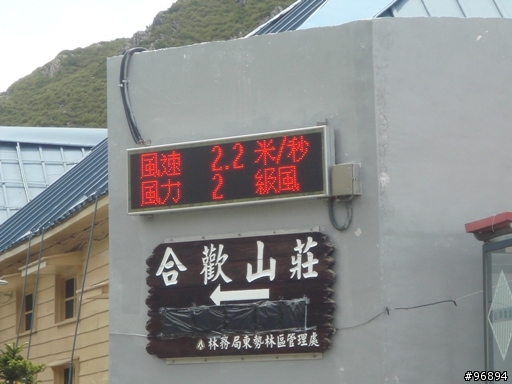 風速 2.2 米/秒
風力 2 級風
合歡山莊
林務局東勢林區管理處
#96894